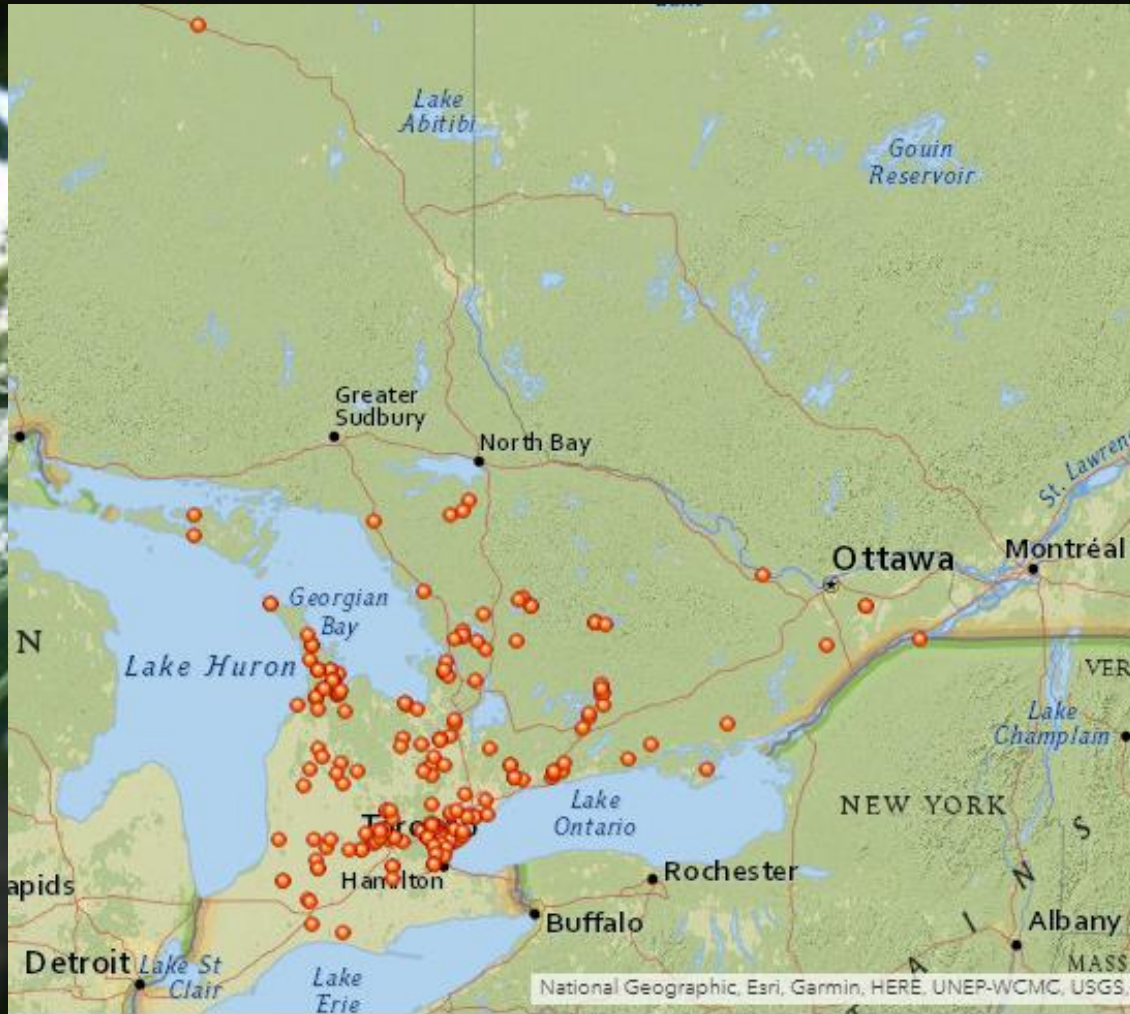 Lake
Abitibi
Gouin
Reservoir
Greater
Sudbury
North Bay
St. Lawren
Ottawa
Montréal
Georgian
Bay
N
Lake Huron
VER
Lake
Champlain
NEW YORK
Lake
Ontario
Toronto
S
N
I
A
Hamilton
Rochester
apids
Buffalo
Albany
Detroit
Lake St
Clair
MASS
Lake
Erie
National Geographic, Esri, Garmin, HERE, UNEP-WCMC, USGS,